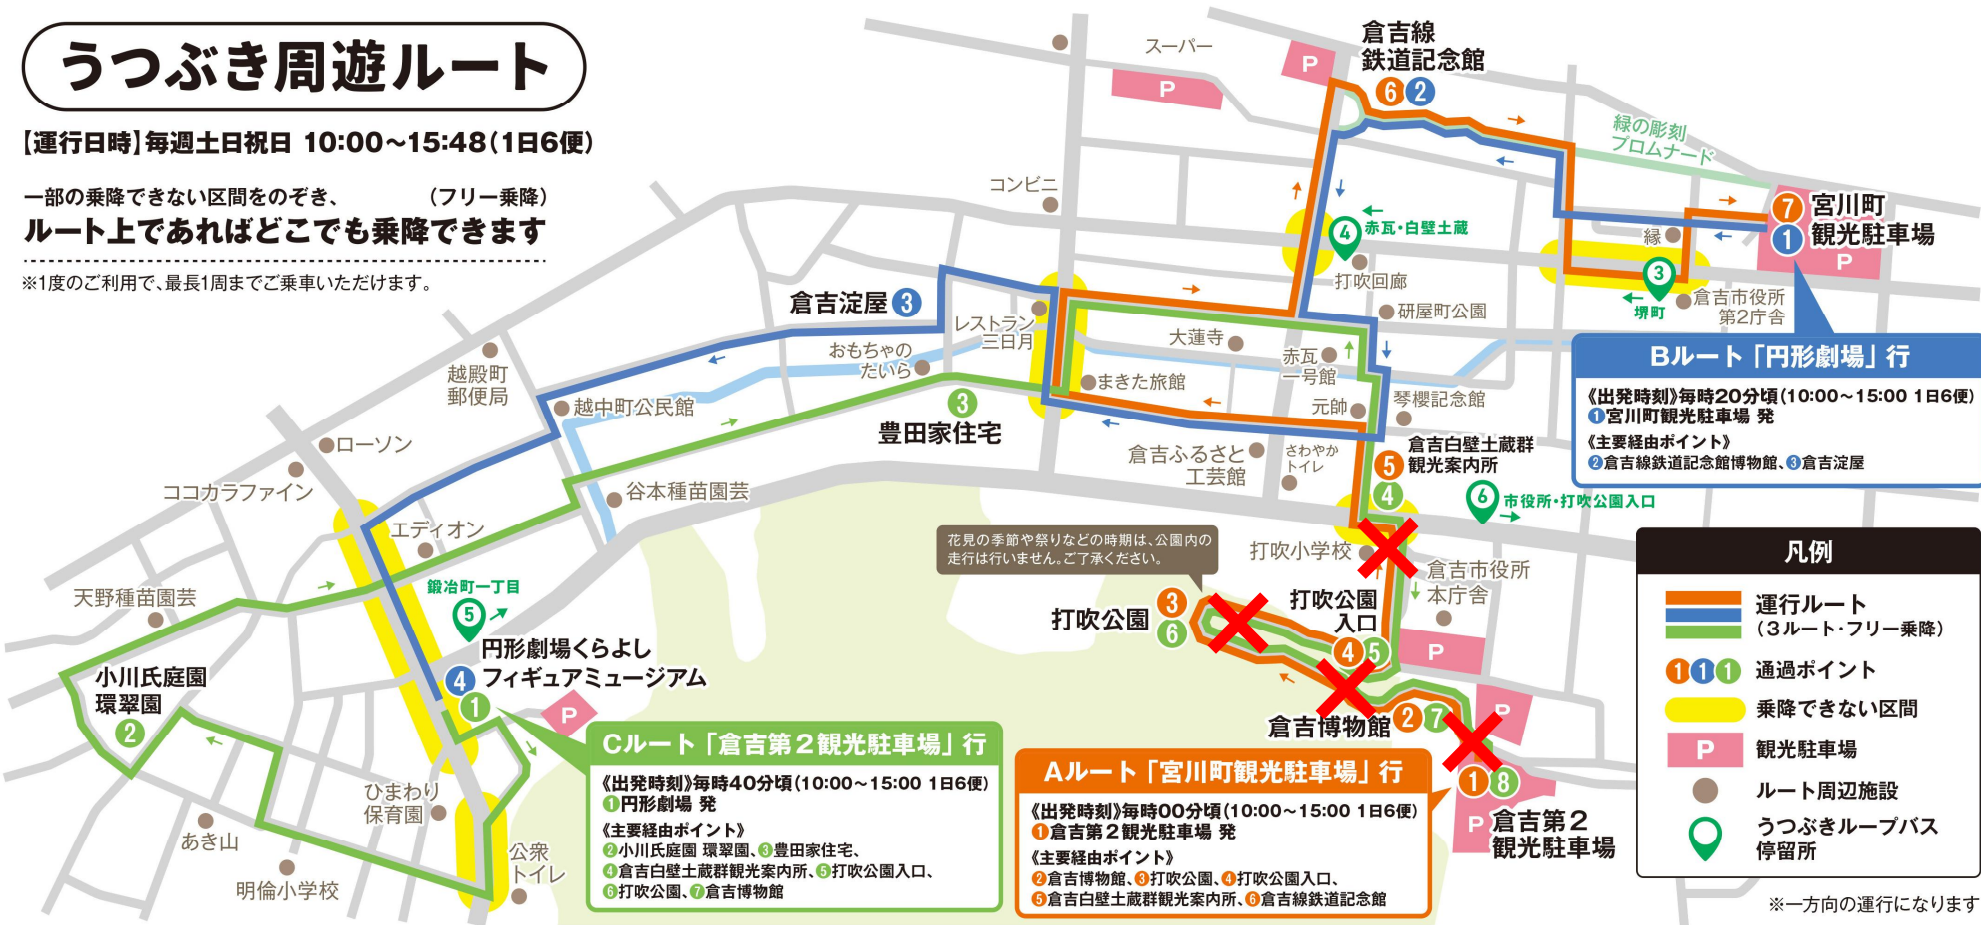 うつぶき周遊ルート
【運行日時】毎週土日祝日 10:00～15:48(1日6便)
一部の乗降できない区間をのぞき、 (フリー乗降)
ルート上であればどこでも乗降できます
※1度のご利用で、最長1周までご乗車いただけます。
スーパー
P
P
倉吉線
鉄道記念館
6 2
緑の彫刻
プロムナード
コンビニ
4 赤瓦・白壁土蔵
打吹回廊
7 宮川町
1 観光駐車場
P
縁
3
堺町
倉吉市役所
第2庁舎
研屋町公園
倉吉淀屋 3
レストラン
三日月
大蓮寺
赤瓦
一号館
おもちゃの
たいら
まきた旅館
元帥
琴櫻記念館
越殿町
郵便局
越中町公民館
3
豊田家住宅
倉吉ふるさと
工芸館
さわやか
トイレ
5 倉吉白壁土蔵群
観光案内所
4
6 市役所・打吹公園入口
ローソン
ココカラファイン
エディオン
谷本種苗園芸
Bルート「円形劇場」行
《出発時刻》毎時20分頃(10:00～15:00 1日6便)
1宮川町観光駐車場 発
《主要経由ポイント》
2倉吉線鉄道記念館博物館、3倉吉淀屋
花見の季節や祭りなどの時期は、公園内の
走行は行いません。ご了承ください。
打吹小学校
倉吉市役所
本庁舎
打吹公園 3
6
打吹公園
入口
4 5
P
天野種苗園芸
鍛冶町一丁目
5
円形劇場くらよし
フィギュアミュージアム
4
1
P
小川氏庭園
環翠園
2
倉吉博物館 2 7
P
1 8
P 倉吉第2
観光駐車場
ひまわり
保育園
あき山
明倫小学校
公衆
トイレ
Cルート「倉吉第2観光駐車場」行
《出発時刻》毎時40分頃(10:00～15:00 1日6便)
1円形劇場 発
《主要経由ポイント》
2小川氏庭園 環翠園、3豊田家住宅、
4倉吉白壁土蔵群観光案内所、5打吹公園入口、
6打吹公園、7倉吉博物館
Aルート「宮川町観光駐車場」行
《出発時刻》毎時00分頃(10:00～15:00 1日6便)
1倉吉第2観光駐車場 発
《主要経由ポイント》
2倉吉博物館、3打吹公園、4打吹公園入口、
5倉吉白壁土蔵群観光案内所、6倉吉線鉄道記念館
凡例
運行ルート
(3ルート・フリー乗降)
1 1 1 通過ポイント
乗降できない区間
P 観光駐車場
ルート周辺施設
うつぶきループバス
停留所
※一方向の運行になります